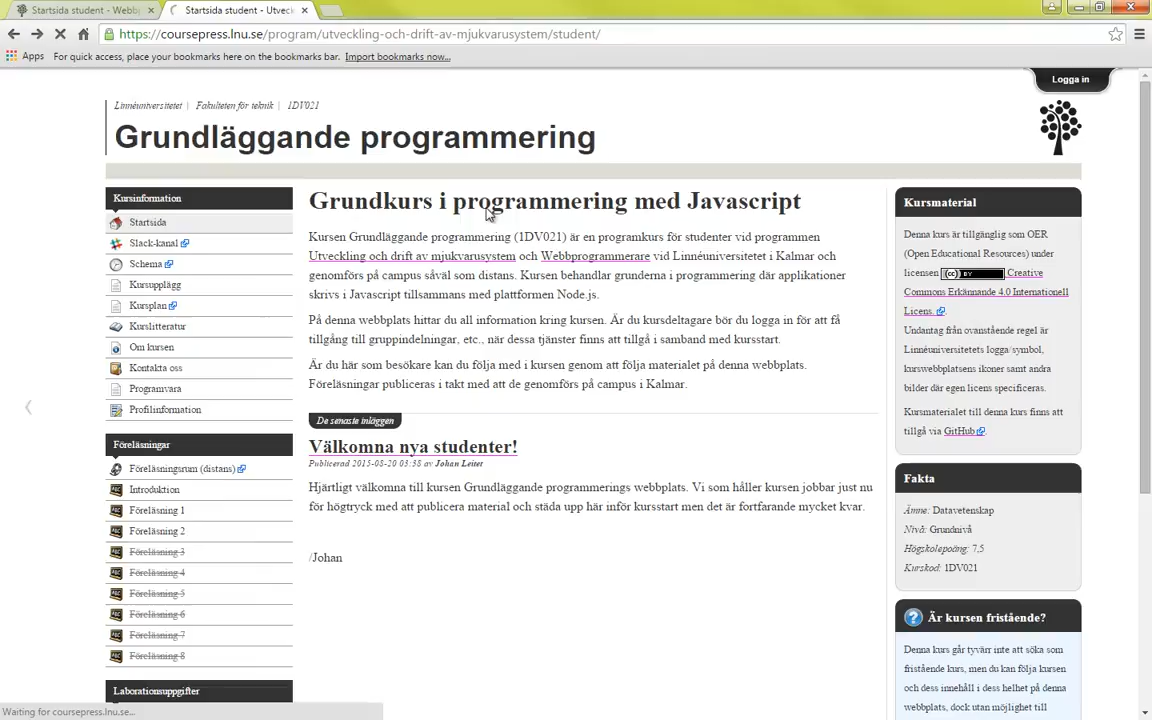 Startsida student - Webbp
Startsida student - Utveck
https://coursepress.lnu.se/program/utveckling-och-drift-av-mjukvarusystem/student/
Apps For quick access, place your bookmarks here on the bookmarks bar. Import bookmarks now...
Logga in
Linnéuniversitetet | Fakulteten för teknik | 1DV021
Grundläggande programmering
Kursinformation
Startsida
Slack-kanal
Schema
Kursupplägg
Kursplan
Kurslitteratur
Om kursen
Kontakta oss
Programvara
Profilinformation
Föreläsningar
Föreläsningsrum (distans)
Introduktion
Föreläsning 1
Föreläsning 2
Föreläsning 3
Föreläsning 4
Föreläsning 5
Föreläsning 6
Föreläsning 7
Föreläsning 8
Laborationsuppgifter
Grundkurs i programmering med Javascript
Kursen Grundläggande programmering (1DV021) är en programkurs för studenter vid programmen
Utveckling och drift av mjukvarusystem och Webbprogrammerare vid Linnéuniversitetet i Kalmar och
genomförs på campus såväl som distans. Kursen behandlar grunderna i programmering där applikationer
skrivs i Javascript tillsammans med plattformen Node.js.
På denna webbplats hittar du all information kring kursen. Är du kursdeltagare bör du logga in för att få
tillgång till gruppindelningar, etc., när dessa tjänster finns att tillgå i samband med kursstart.
Är du här som besökare kan du följa med i kursen genom att följa materialet på denna webbplats.
Föreläsningar publiceras i takt med att de genomförs på campus i Kalmar.
De senaste inläggen
Välkomna nya studenter!
Publicerad 2015-08-20 03:38 av Johan Leitet
Hjärtligt välkomna till kursen Grundläggande programmerings webbplats. Vi som håller kursen jobbar just nu
för högtryck med att publicera material och städa upp här inför kursstart men det är fortfarande mycket kvar.
/Johan
Kursmaterial
Denna kurs är tillgänglig som OER
(Open Educational Resources) under
licensen (cc) BY Creative
Commons Erkännande 4.0 Internationell
Licens.
Undantag från ovanstående regel är
Linnéuniversitetets logga/symbol,
kurswebbplatsens ikoner samt andra
bilder där egen licens specificeras.
Kursmaterialet till denna kurs finns att
tillgå via GitHub.
Fakta
Ämne: Datavetenskap
Nivå: Grundnivå
Högskolepoäng: 7,5
Kurskod: 1DV021
Är kursen fristående?
Denna kurs går tyvärr inte att söka som
fristående kurs, men du kan följa kursen
och dess innehåll i dess helhet på denna
webbplats, dock utan möjlighet till
Waiting for coursepress.lnu.se...